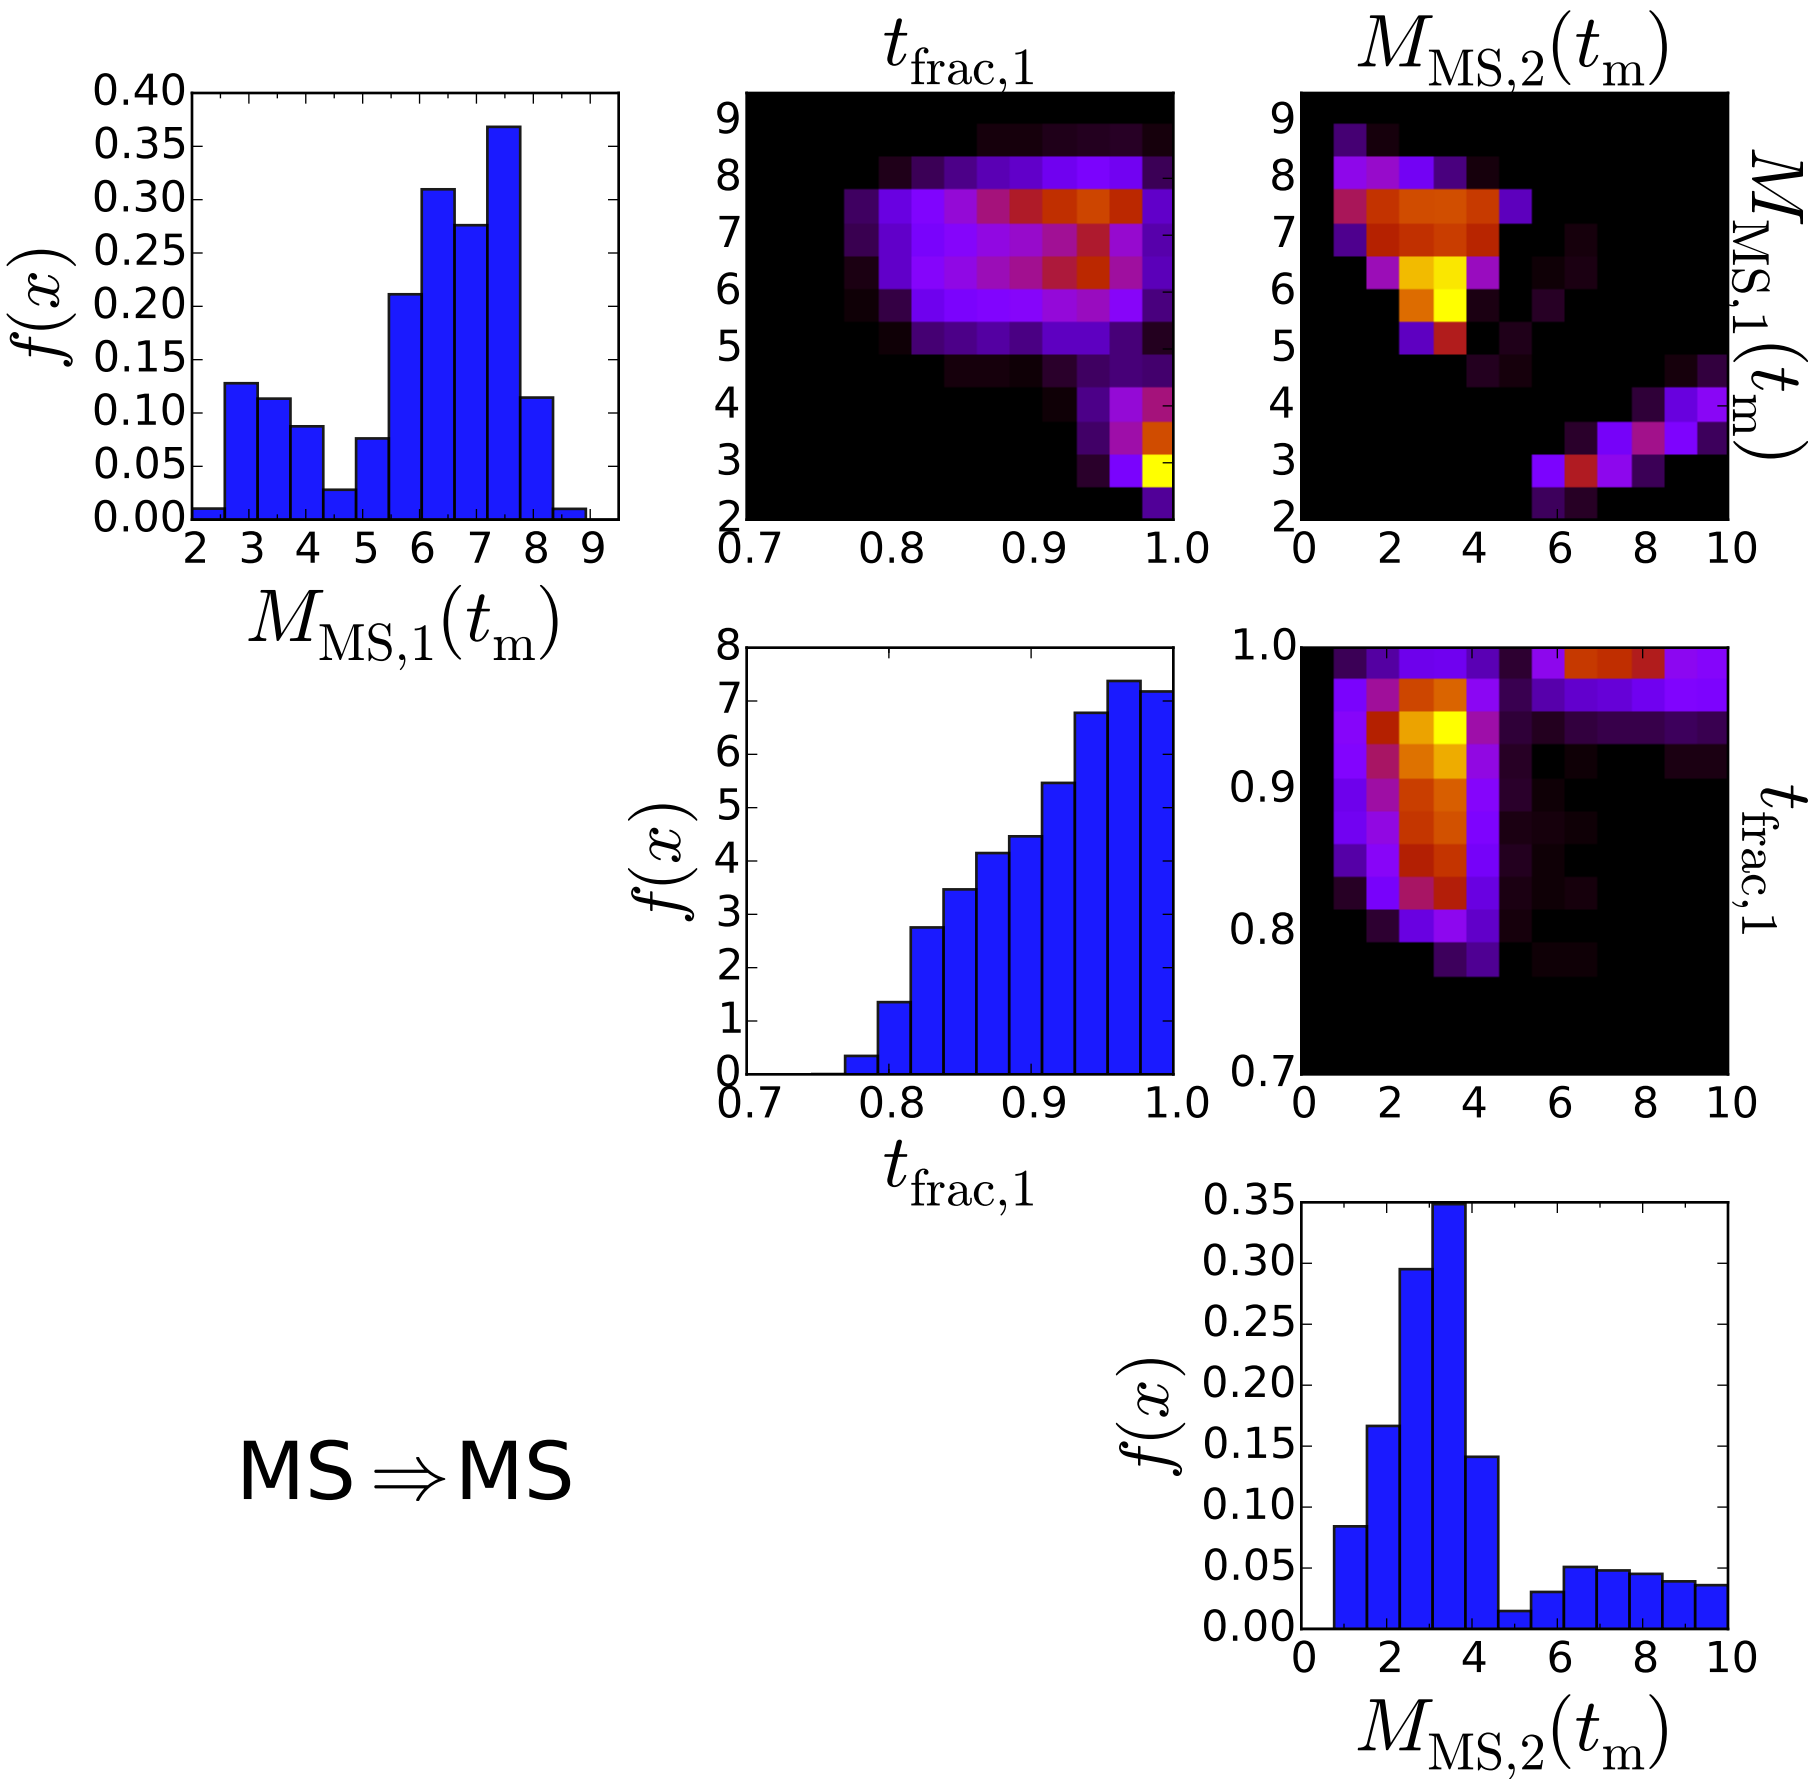 t_frac,1
M_MS,2(t_m)
0.40
0.35
0.30
0.25
0.20
0.15
0.10
0.05
0.00
f(x)
2 3 4 5 6 7 8 9
M_MS,1(t_m)
9
8
7
6
5
4
3
2
0.7 0.8 0.9 1.0
9
8
7
6
5
4
3
2
0 2 4 6 8 10
M_MS,1(t_m)
8
7
6
5
4
3
2
1
0
f(x)
0.7 0.8 0.9 1.0
t_frac,1
1.0
0.9
0.8
0.7
0 2 4 6 8 10
t_frac,1
MS ⇒ MS
0.35
0.30
0.25
0.20
0.15
0.10
0.05
0.00
f(x)
0 2 4 6 8 10
M_MS,2(t_m)